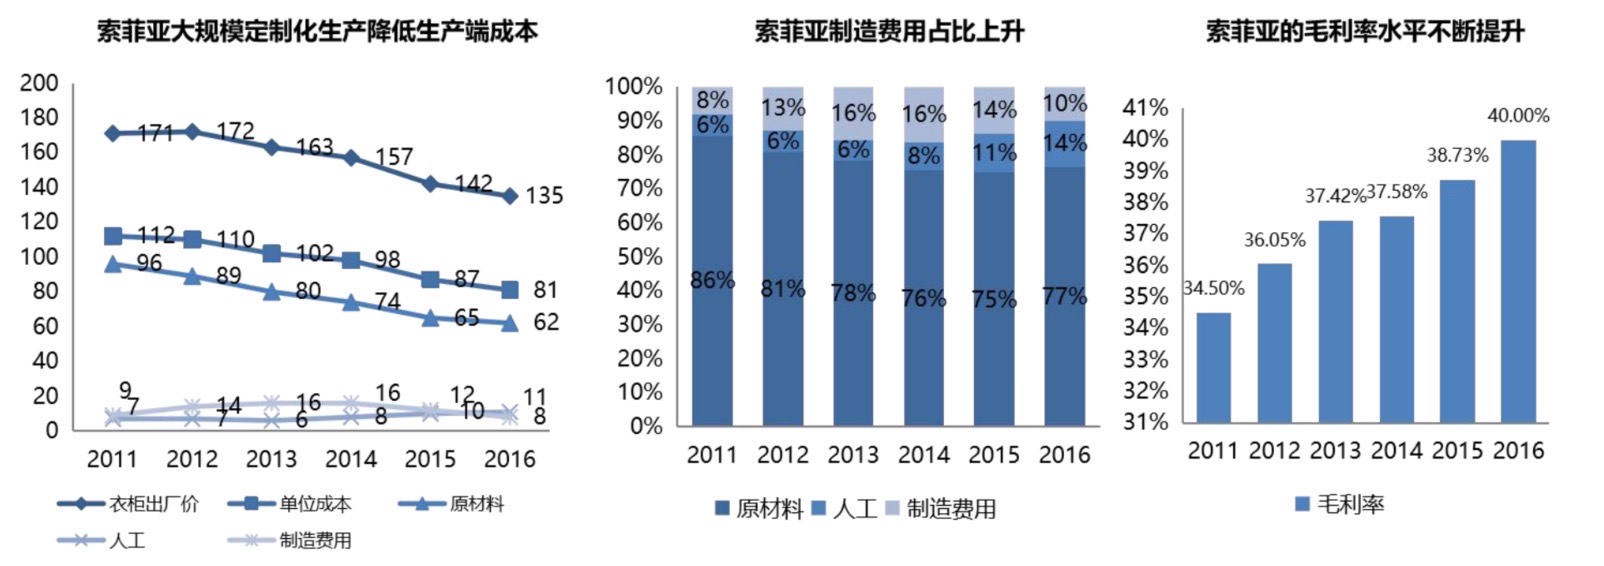 索菲亚大规模定制化生产降低生产端成本
200
180
160
140
120
100
80
60
40
20
0
171 172 163 157 142 135
112 110 102 98 87 81
96 89 80 74 65 62
9 14 16 16 12 8
7 7 6 8 10 11
2011 2012 2013 2014 2015 2016
衣柜出厂价 单位成本 原材料
人工 制造费用
索菲亚制造费用占比上升
100%
90%
80%
70%
60%
50%
40%
30%
20%
10%
0%
8% 13% 16% 16% 14% 10%
6% 6% 6% 8% 11% 14%
86% 81% 78% 76% 75% 77%
2011 2012 2013 2014 2015 2016
原材料 人工 制造费用
索菲亚的毛利率水平不断提升
41%
40%
39%
38%
37%
36%
35%
34%
33%
32%
31%
34.50% 36.05% 37.42% 37.58% 38.73% 40.00%
2011 2012 2013 2014 2015 2016
毛利率